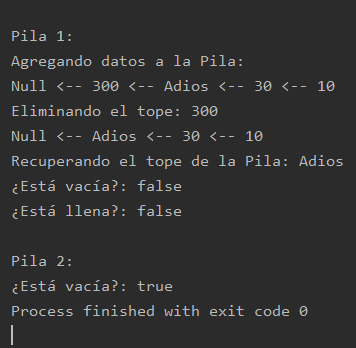 Pila 1:
Agregando datos a la Pila:
Null <-- 300 <-- Adios <-- 30 <-- 10
Eliminando el tope: 300
Null <-- Adios <-- 30 <-- 10
Recuperando el tope de la Pila: Adios
¿Está vacía?: false
¿Está llena?: false
Pila 2:
¿Está vacía?: true
Process finished with exit code 0